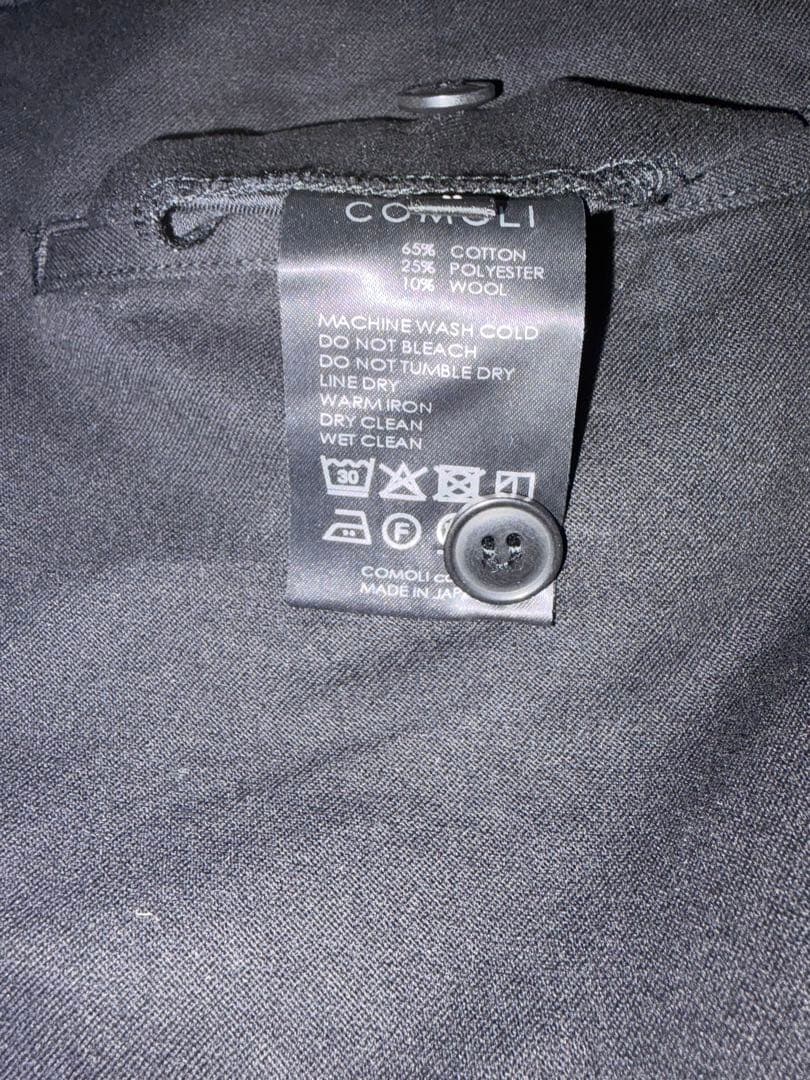 COMOLI
65% COTTON
25% POLYESTER
10% WOOL
MACHINE WASH COLD
DO NOT BLEACH
DO NOT TUMBLE DRY
LINE DRY
WARM IRON
DRY CLEAN
WET CLEAN
30
F
COMOLI
MADE IN